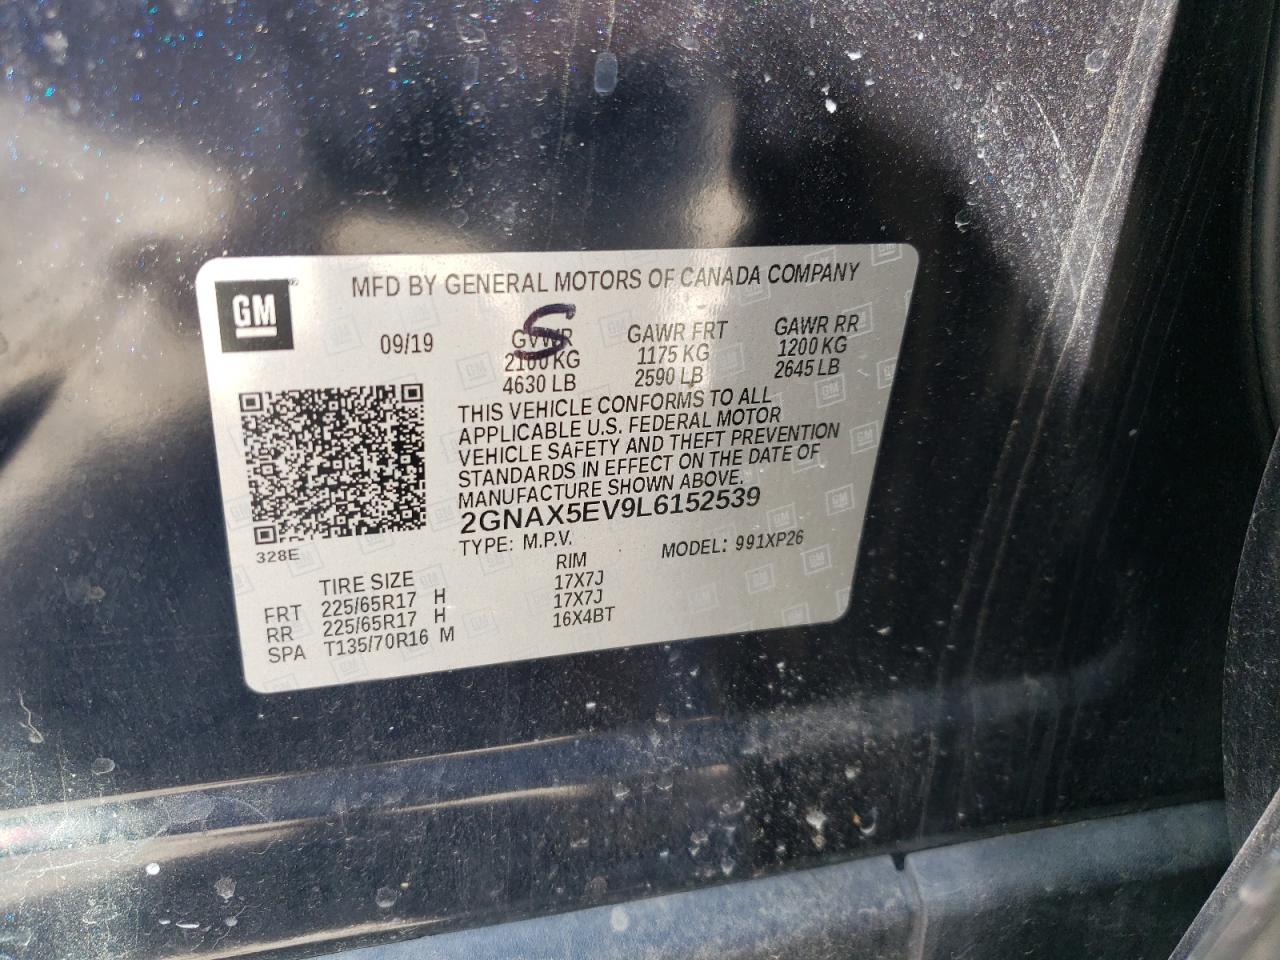 MFD BY GENERAL MOTORS OF CANADA COMPANY
GM
S
09/19 GVWR GAWR FRT GAWR RR
2100 KG 1175 KG 1200 KG
4630 LB 2590 LB 2645 LB
THIS VEHICLE CONFORMS TO ALL
APPLICABLE U.S. FEDERAL MOTOR
VEHICLE SAFETY AND THEFT PREVENTION
STANDARDS IN EFFECT ON THE DATE OF
MANUFACTURE SHOWN ABOVE.
2GNAX5EV9L6152539
328E
TYPE: M.P.V. MODEL: 991XP26
TIRE SIZE RIM
FRT 225/65R17 H 17X7J
RR 225/65R17 H 17X7J
SPA T135/70R16 M 16X4BT